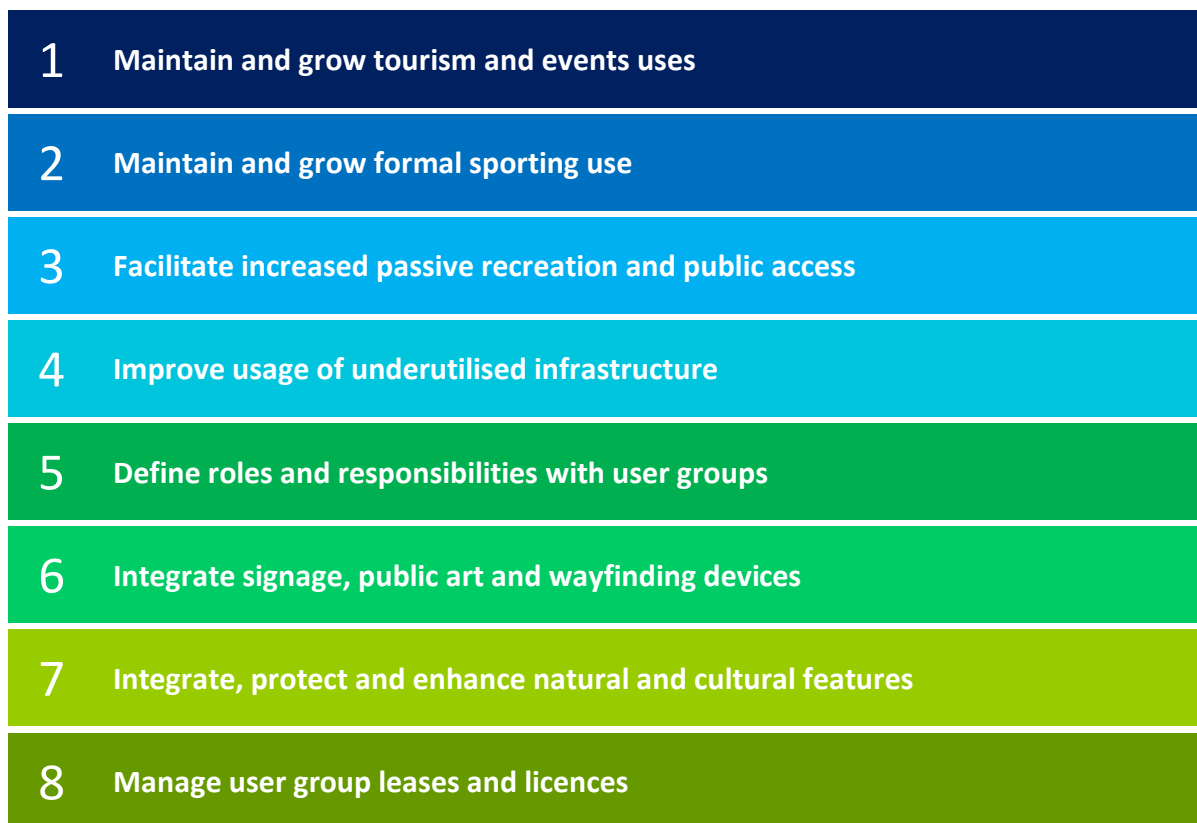 1 Maintain and grow tourism and events uses
2 Maintain and grow formal sporting use
3 Facilitate increased passive recreation and public access
4 Improve usage of underutilised infrastructure
5 Define roles and responsibilities with user groups
6 Integrate signage, public art and wayfinding devices
7 Integrate, protect and enhance natural and cultural features
8 Manage user group leases and licences